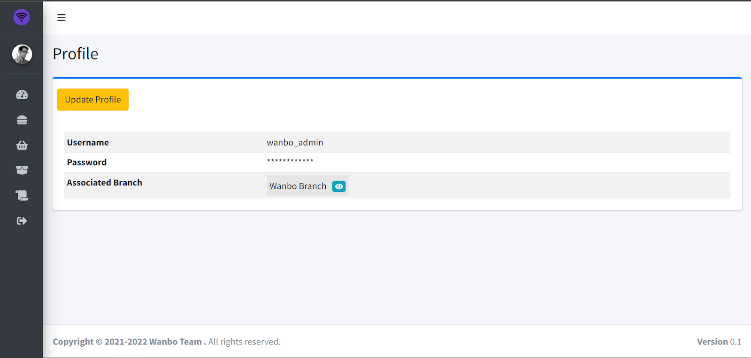 Profile
Update Profile
Username wanbo_admin
Password ************
Associated Branch Wanbo Branch
Copyright © 2021-2022 Wanbo Team . All rights reserved. Version 0.1